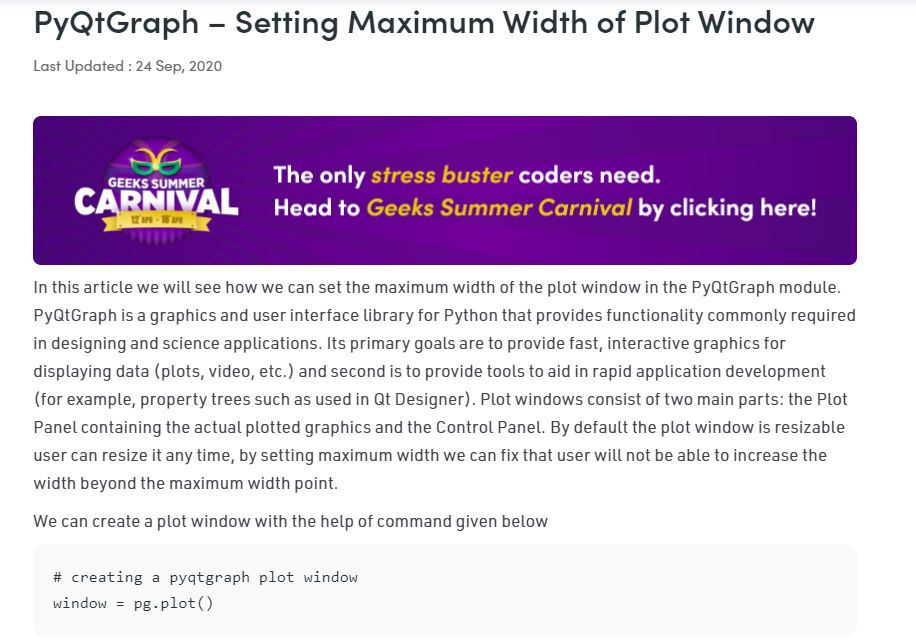 PyQtGraph – Setting Maximum Width of Plot Window
Last Updated : 24 Sep, 2020
GEEKS SUMMER
CARNIVAL
12 APR - 18 APR
The only stress buster coders need.
Head to Geeks Summer Carnival by clicking here!
In this article we will see how we can set the maximum width of the plot window in the PyQtGraph module.
PyQtGraph is a graphics and user interface library for Python that provides functionality commonly required
in designing and science applications. Its primary goals are to provide fast, interactive graphics for
displaying data (plots, video, etc.) and second is to provide tools to aid in rapid application development
(for example, property trees such as used in Qt Designer). Plot windows consist of two main parts: the Plot
Panel containing the actual plotted graphics and the Control Panel. By default the plot window is resizable
user can resize it any time, by setting maximum width we can fix that user will not be able to increase the
width beyond the maximum width point.
We can create a plot window with the help of command given below
# creating a pyqtgraph plot window
window = pg.plot()